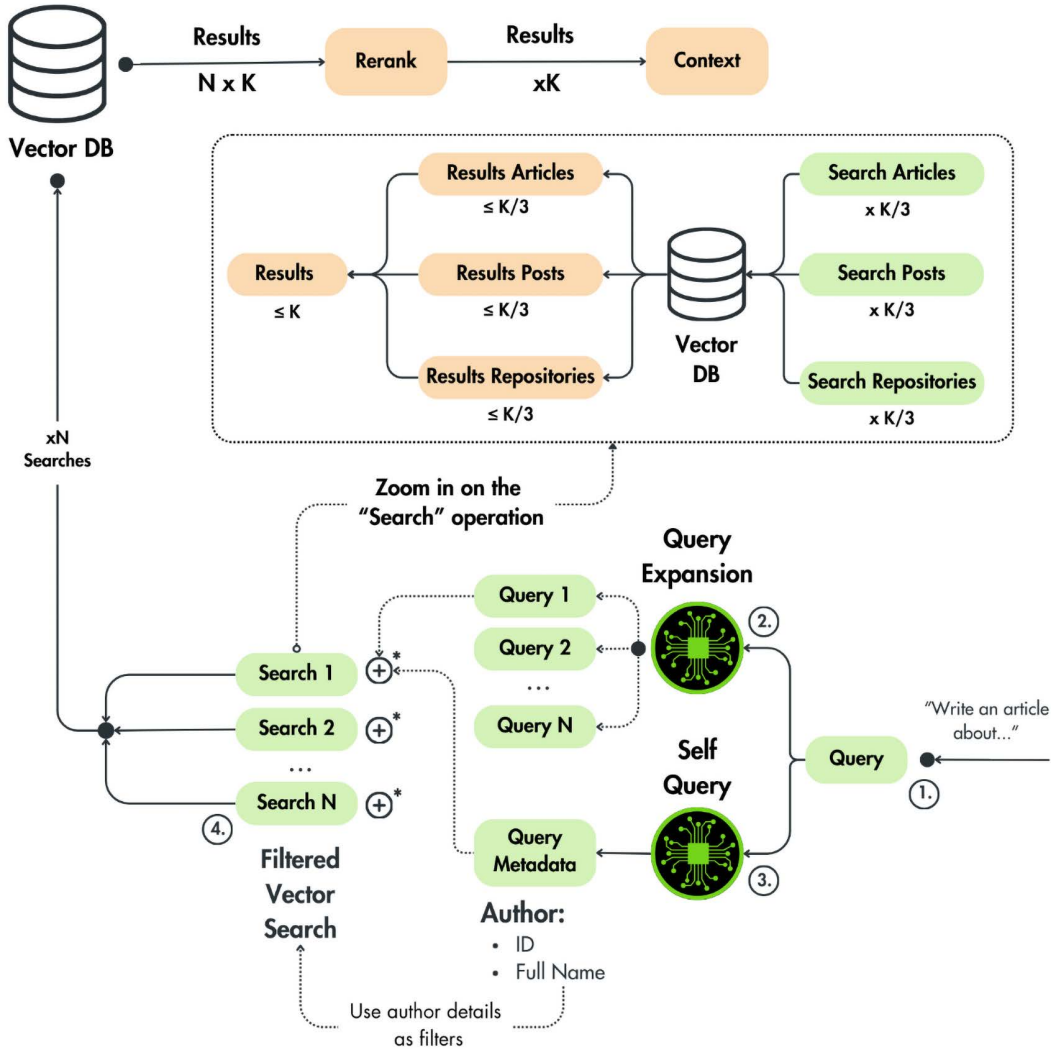 Results
N x K
Rerank
Results
xK
Context
Vector DB
Results Articles
≤ K/3
Search Articles
x K/3
Results
≤ K
Results Posts
≤ K/3
Vector
DB
Search Posts
x K/3
Results Repositories
≤ K/3
Search Repositories
x K/3
xN
Searches
Zoom in on the
“Search” operation
Query
Expansion
2.
Query 1
Query 2
...
Query N
Search 1
+*
Search 2
+*
...
Search N
+*
4.
Filtered
Vector
Search
Self
Query
3.
Query
Metadata
Author:
• ID
• Full Name
Use author details
as filters
Query
“Write an article
about...”
1.